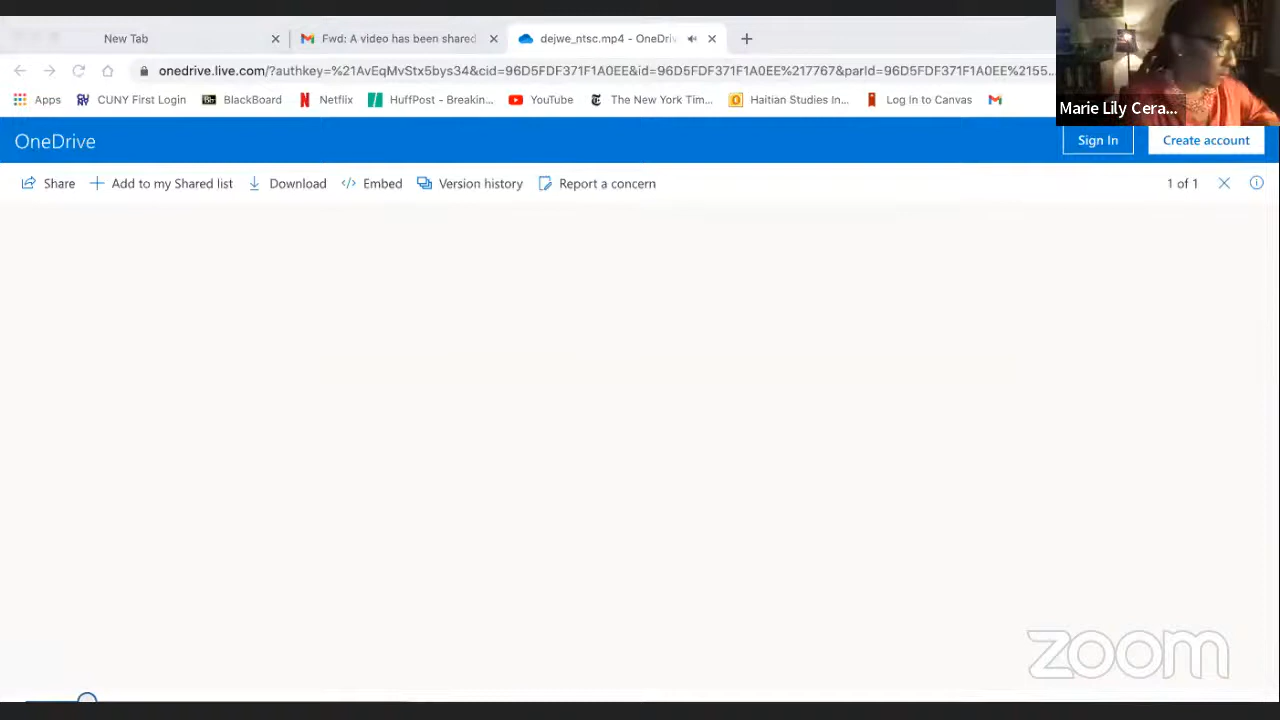 New Tab
Fwd: A video has been shared
dejwe_ntsc.mp4 - OneDri
onedrive.live.com/?authkey=%21AvEqMvStx5bys34&cid=96D5FDF371F1A0EE&id=96D5FDF371F1A0EE%217767&parId=96D5FDF371F1A0EE%2155...
Apps CUNY First Login BlackBoard Netflix HuffPost - Breakin... YouTube The New York Tim... Haitian Studies In... Log In to Canvas
Marie Lily Cera...
OneDrive
Sign In
Create account
Share Add to my Shared list Download Embed Version history Report a concern 1 of 1
zoom